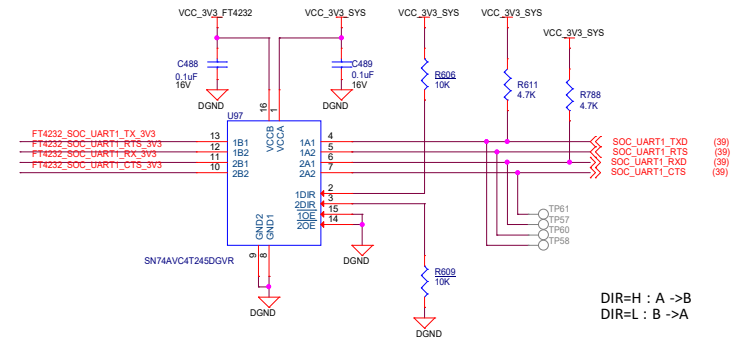 VCC_3V3_FT4232
VCC_3V3_SYS
VCC_3V3_SYS
VCC_3V3_SYS
VCC_3V3_SYS
C488
0.1uF
16V
DGND
C489
0.1uF
16V
DGND
R606
10K
R611
4.7K
R788
4.7K
U97
16
1
VCCB
VCCA
FT4232_SOC_UART1_TX_3V3
13
1B1
1A1
4
SOC_UART1_TXD
(39)
FT4232_SOC_UART1_RTS_3V3
12
1B2
1A2
5
SOC_UART1_RTS
(39)
FT4232_SOC_UART1_RX_3V3
11
2B1
2A1
6
SOC_UART1_RXD
(39)
FT4232_SOC_UART1_CTS_3V3
10
2B2
2A2
7
SOC_UART1_CTS
(39)
1DIR
2
2DIR
3
1OE
15
2OE
14
GND2
GND1
9
8
TP61
TP57
TP60
TP58
SN74AVC4T245DGVR
DGND
DGND
R609
10K
DGND
DIR=H : A ->B
DIR=L : B ->A